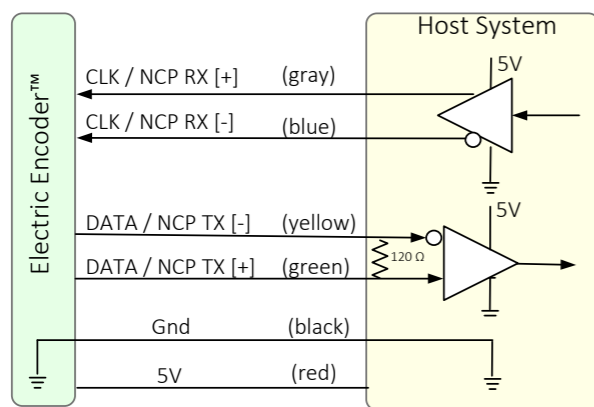 Host System
Electric Encoder™
5V
CLK / NCP RX [+] (gray)
CLK / NCP RX [-] (blue)
5V
DATA / NCP TX [-] (yellow)
120 Ω
DATA / NCP TX [+] (green)
Gnd (black)
5V (red)